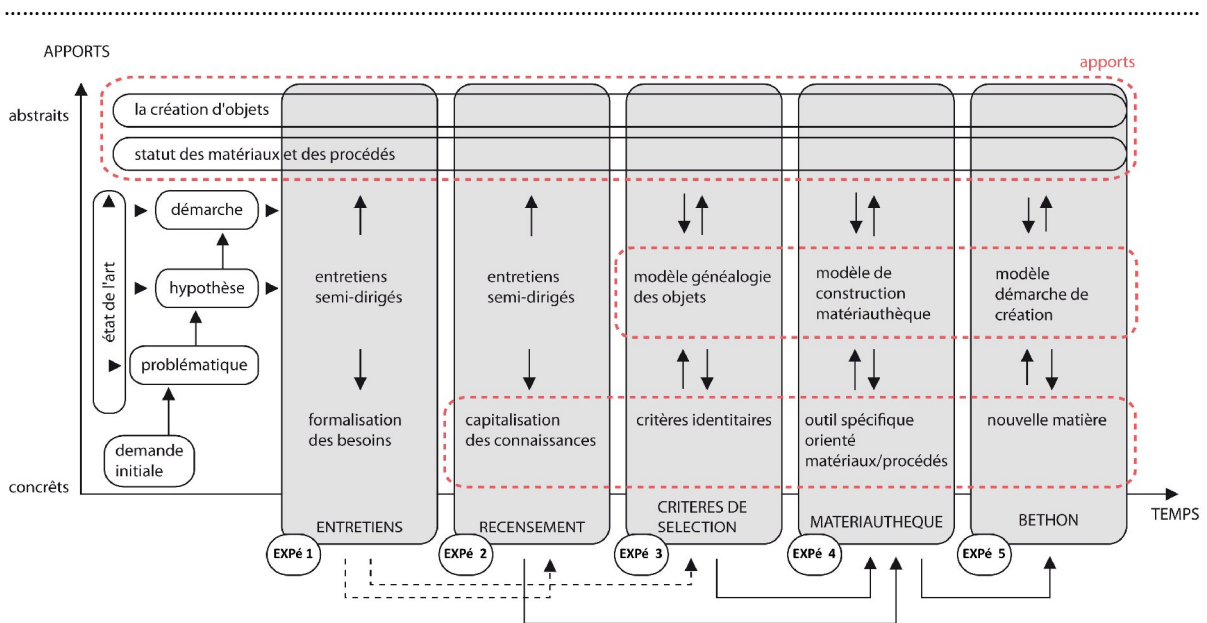 APPORTS
apports
abstraits
la création d'objets
statut des matériaux et des procédés
état de l'art
démarche
hypothèse
problématique
demande
initiale
entretiens
semi-dirigés
entretiens
semi-dirigés
modèle généalogie
des objets
modèle de
construction
matériauthèque
modèle
démarche de
création
formalisation
des besoins
capitalisation
des connaissances
critères identitaires
outil spécifique
orienté
matériaux/procédés
nouvelle matière
concrêts
TEMPS
ENTRETIENS
RECENSEMENT
CRITERES DE
SELECTION
MATERIAUTHEQUE
BETHON
EXPé 1
EXPé 2
EXPé 3
EXPé 4
EXPé 5